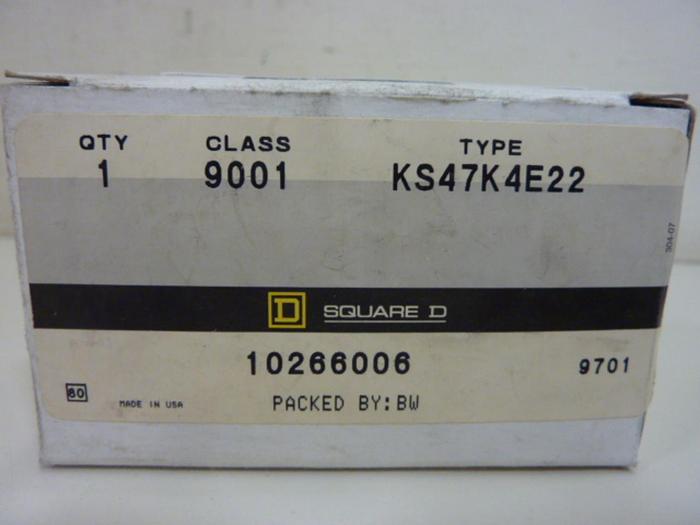 QTY CLASS TYPE
1 9001 KS47K4E22
304-07
D SQUARE D
10266006 9701
80 MADE IN USA PACKED BY:BW